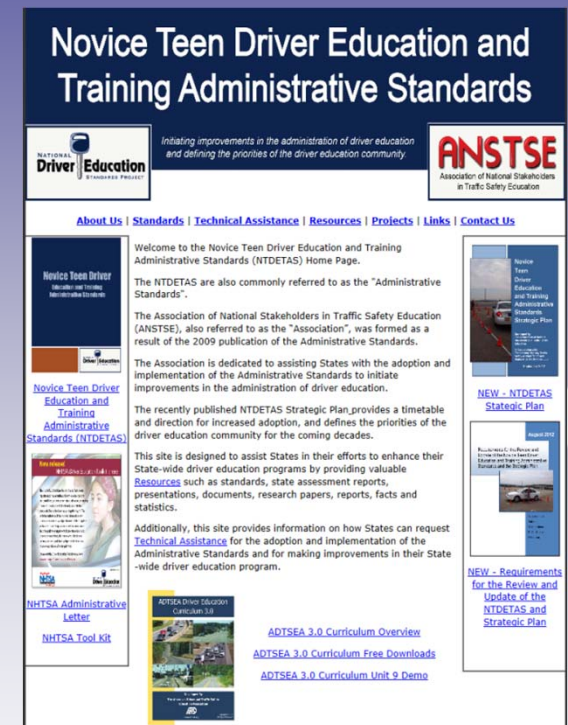 Novice Teen Driver Education and
Training Administrative Standards
NATIONAL
Driver Education
STANDARDS PROJECT
Initiating improvements in the administration of driver education
and defining the priorities of the driver education community.
ANSTSE
Association of National Stakeholders
in Traffic Safety Education
About Us | Standards | Technical Assistance | Resources | Projects | Links | Contact Us
Novice Teen Driver
Education and Training
Administrative Standards
Driver Education
Novice Teen Driver
Education and
Training
Administrative
Standards (NTDETAS)
NHTSA Administrative
Letter
NHTSA Tool Kit
Welcome to the Novice Teen Driver Education and Training
Administrative Standards (NTDETAS) Home Page.
The NTDETAS are also commonly referred to as the "Administrative
Standards".
The Association of National Stakeholders in Traffic Safety Education
(ANSTSE), also referred to as the "Association", was formed as a
result of the 2009 publication of the Administrative Standards.
The Association is dedicated to assisting States with the adoption and
implementation of the Administrative Standards to initiate
improvements in the administration of driver education.
The recently published NTDETAS Strategic Plan provides a timetable
and direction for increased adoption, and defines the priorities of the
driver education community for the coming decades.
This site is designed to assist States in their efforts to enhance their
State-wide driver education programs by providing valuable
Resources such as standards, state assessment reports,
presentations, documents, research papers, reports, facts and
statistics.
Additionally, this site provides information on how States can request
Technical Assistance for the adoption and implementation of the
Administrative Standards and for making improvements in their State
-wide driver education program.
ADTSEA Driver Education
Curriculum 3.0
ADTSEA 3.0 Curriculum Overview
ADTSEA 3.0 Curriculum Free Downloads
ADTSEA 3.0 Curriculum Unit 9 Demo
Novice
Teen
Driver
Education
and Training
Administrative
Standards
Strategic Plan
NEW - NTDETAS
Stategic Plan
August 2012
NEW - Requirements
for the Review and
Update of the
NTDETAS and
Strategic Plan